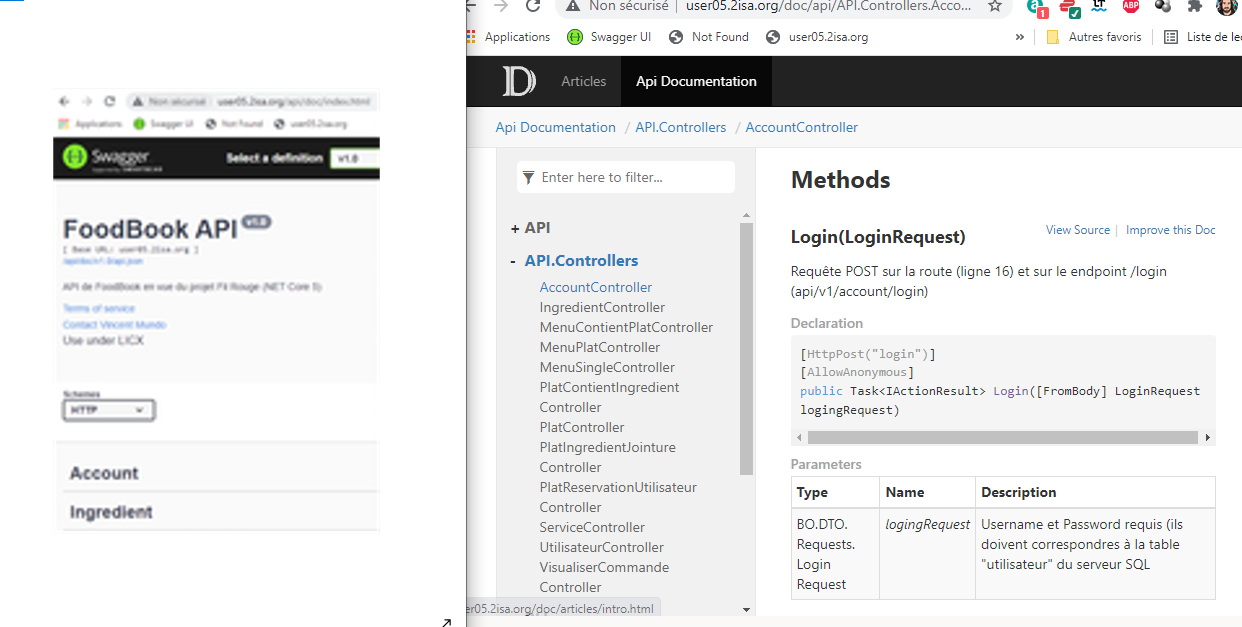 Non sécurisé | user05.2isa.org/api/doc/index.html
Applications Swagger UI Not Found user05.2isa.org
Swagger
Select a definition v1.0
FoodBook API v1.0
[ Base URL: user05.2isa.org ]
API de FoodBook en vue du projet Fil Rouge (NET Core 5)
Terms of service
Contact Vincent Mundo
Use under LICX
Schemes
HTTP
Account
Ingredient
Non sécurisé | user05.2isa.org/doc/api/API.Controllers.Acco...
1
2
LT
ABP
Applications Swagger UI Not Found user05.2isa.org » Autres favoris Liste de le
Articles Api Documentation
Api Documentation / API.Controllers / AccountController
Enter here to filter...
+ API
- API.Controllers
AccountController
IngredientController
MenuContientPlatController
MenuPlatController
MenuSingleController
PlatContientIngredient
Controller
PlatController
PlatIngredientJointure
Controller
PlatReservationUtilisateur
Controller
ServiceController
UtilisateurController
VisualiserCommande
Controller
er05.2isa.org/doc/articles/intro.html
Methods
View Source | Improve this Doc
Login(LoginRequest)
Requête POST sur la route (ligne 16) et sur le endpoint /login
(api/v1/account/login)
Declaration
[HttpPost("login")]
[AllowAnonymous]
public Task<IActionResult> Login([FromBody] LoginRequest
logingRequest)
Parameters
Type Name Description
BO.DTO.
Requests.
Login
Request
logingRequest
Username et Password requis (ils
doivent correspondres à la table
"utilisateur" du serveur SQL